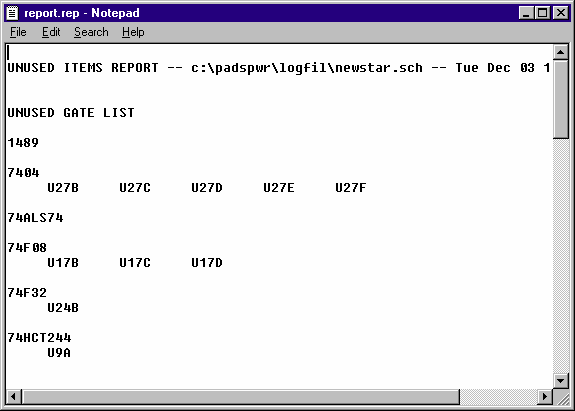 report.rep - Notepad
File Edit Search Help
UNUSED ITEMS REPORT -- c:\padspwr\logfil\newstar.sch -- Tue Dec 03 1
UNUSED GATE LIST
1489
7404
U27B U27C U27D U27E U27F
74ALS74
74F08
U17B U17C U17D
74F32
U24B
74HCT244
U9A